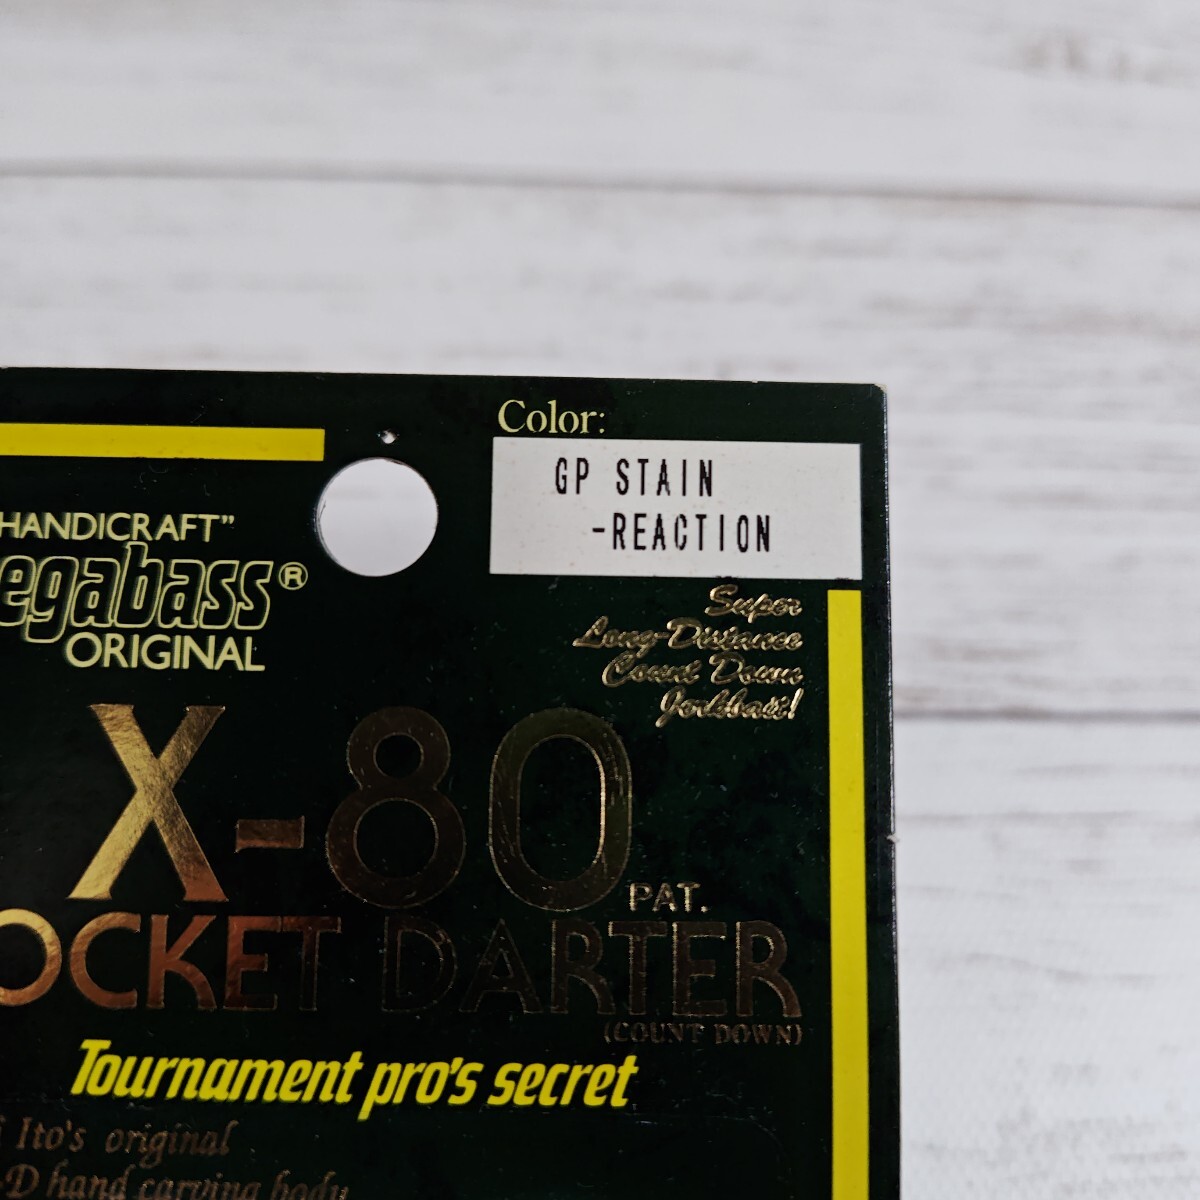 Color:
GP STAIN
-REACTION
HANDICRAFT"
egabass®
ORIGINAL
Super
Long-Distance
Count Down
Jerkbait!
X-80
PAT.
OCKET DARTER
(COUNT DOWN)
Tournament pro's secret
i Ito's original
-D hand carving body